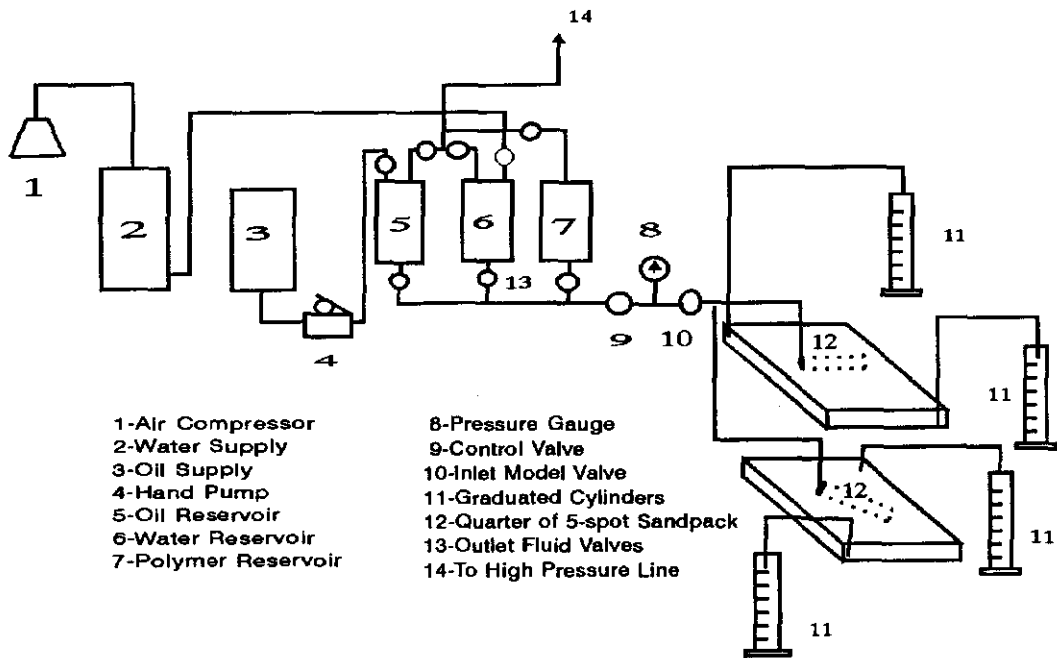 14
1
2
3
4
5
6
7
13
8
9
10
11
12
11
12
11
11
1-Air Compressor
2-Water Supply
3-Oil Supply
4-Hand Pump
5-Oil Reservoir
6-Water Reservoir
7-Polymer Reservoir
8-Pressure Gauge
9-Control Valve
10-Inlet Model Valve
11-Graduated Cylinders
12-Quarter of 5-spot Sandpack
13-Outlet Fluid Valves
14-To High Pressure Line